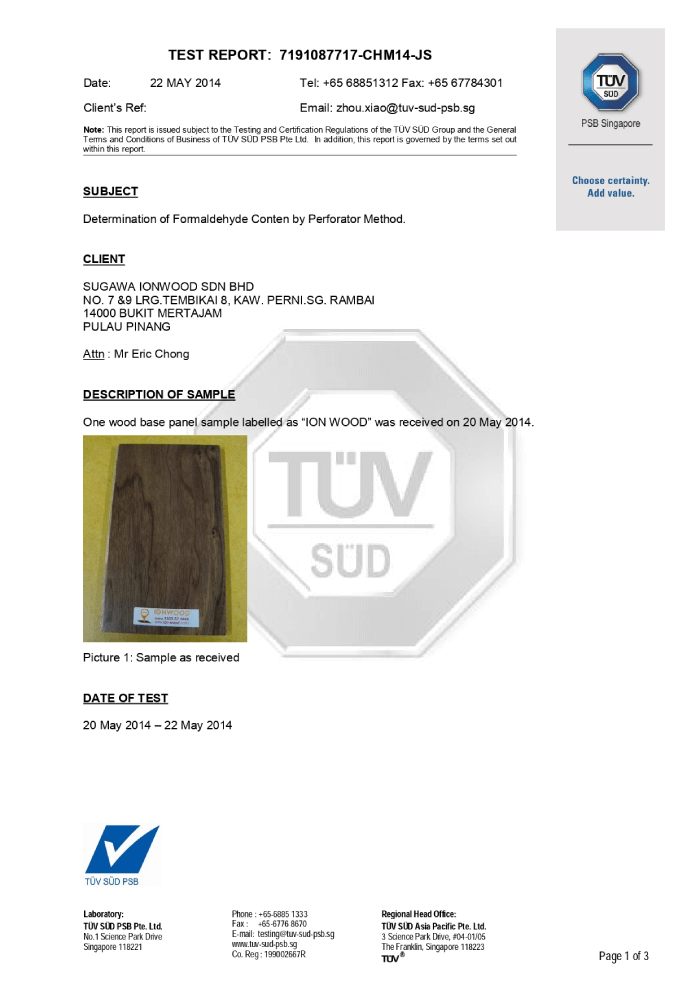 TEST REPORT: 7191087717-CHM14-JS
Date: 22 MAY 2014 Tel: +65 68851312 Fax: +65 67784301
Client's Ref: Email: zhou.xiao@tuv-sud-psb.sg
Note: This report is issued subject to the Testing and Certification Regulations of the TÜV SÜD Group and the General
Terms and Conditions of Business of TÜV SÜD PSB Pte Ltd. In addition, this report is governed by the terms set out
within this report.
TÜV
SÜD
PSB Singapore
Choose certainty.
Add value.
SUBJECT
Determination of Formaldehyde Conten by Perforator Method.
CLIENT
SUGAWA IONWOOD SDN BHD
NO. 7 &9 LRG.TEMBIKAI 8, KAW. PERNI.SG. RAMBAI
14000 BUKIT MERTAJAM
PULAU PINANG
Attn : Mr Eric Chong
DESCRIPTION OF SAMPLE
One wood base panel sample labelled as “ION WOOD” was received on 20 May 2014.
TÜV
SÜD
IONWOOD
Picture 1: Sample as received
DATE OF TEST
20 May 2014 – 22 May 2014
TÜV SÜD PSB
Laboratory:
TÜV SÜD PSB Pte. Ltd.
No.1 Science Park Drive
Singapore 118221
Phone : +65-6885 1333
Fax : +65-6776 8670
E-mail: testing@tuv-sud-psb.sg
www.tuv-sud-psb.sg
Co. Reg : 199002667R
Regional Head Office:
TÜV SÜD Asia Pacific Pte. Ltd.
3 Science Park Drive, #04-01/05
The Franklin, Singapore 118223
TÜV®
Page 1 of 3